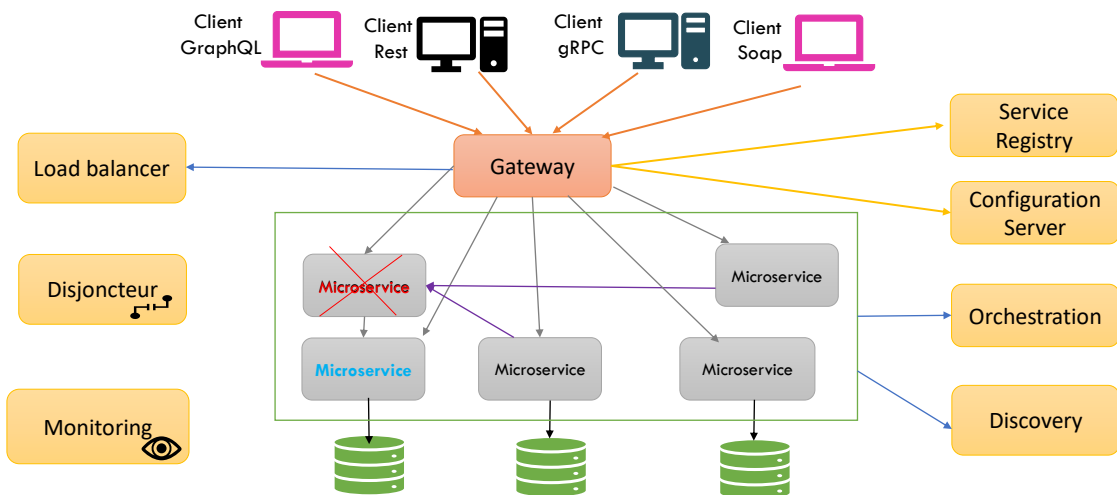 Client
GraphQL
Client
Rest
Client
gRPC
Client
Soap
Load balancer
Gateway
Service
Registry
Configuration
Server
Disjoncteur
Microservice
Microservice
Orchestration
Microservice
Microservice
Microservice
Monitoring
Discovery